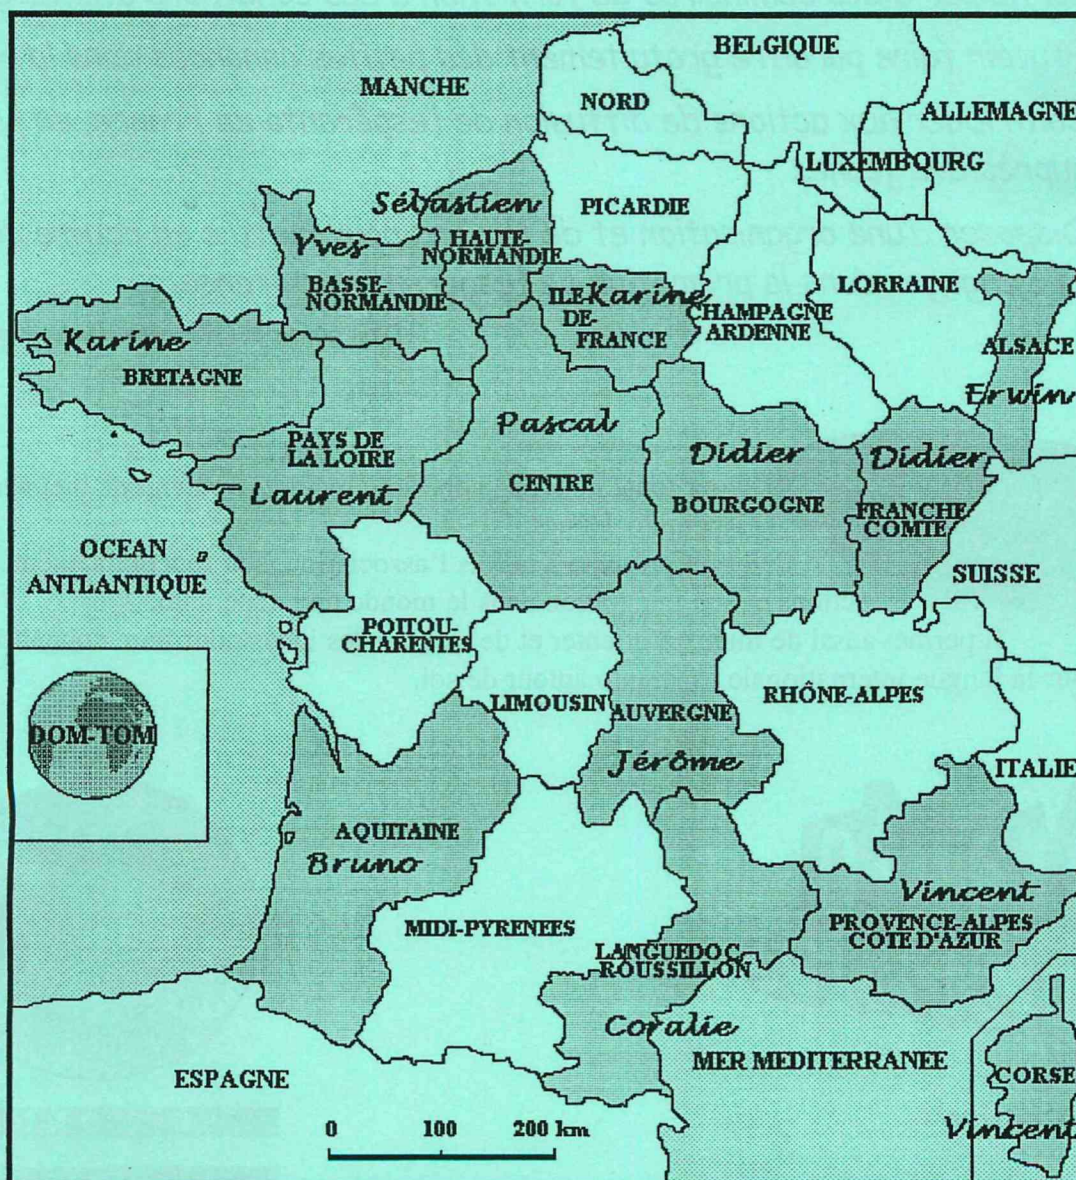 BELGIQUE
MANCHE
NORD
ALLEMAGNE
LUXEMBOURG
PICARDIE
Sébastien
HAUTE-
NORMANDIE
Yves
BASSE-
NORMANDIE
ILE Karine
DE-
FRANCE
CHAMPAGNE
ARDENNE
LORRAINE
ALSACE
Erwin
Karine
BRETAGNE
PAYS DE
LA LOIRE
Laurent
Pascal
CENTRE
Didier
BOURGOGNE
Didier
FRANCHE
COMTE
OCEAN
ANTLANTIQUE
SUISSE
POITOU-
CHARENTES
LIMOUSIN
AUVERGNE
Jérôme
RHÔNE-ALPES
DOM-TOM
ITALIE
AQUITAINE
Bruno
Vincent
PROVENCE-ALPES
COTE D'AZUR
MIDI-PYRENEES
LANGUEDOC
ROUSSILLON
Coralie
MER MEDITERRANEE
CORSE
Vincent
ESPAGNE
0 100 200 km